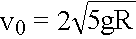 v₀ = 2√5gR